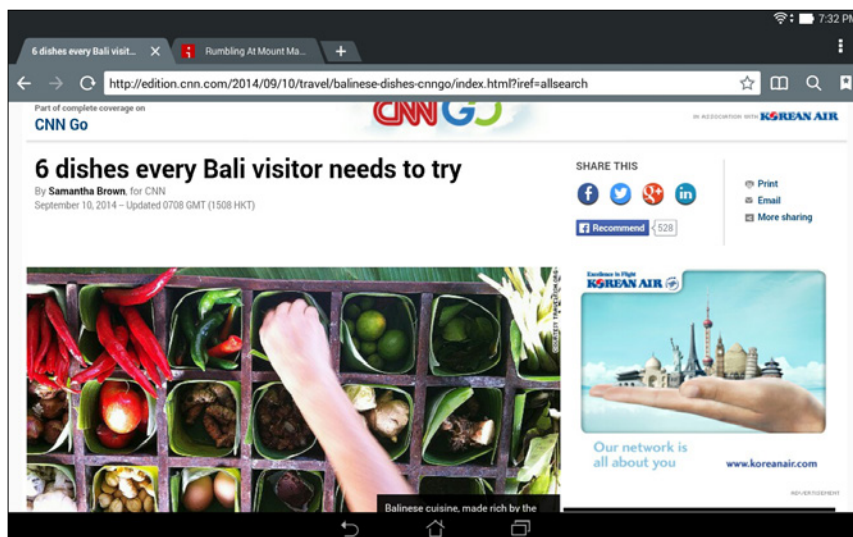 7:32 PM
6 dishes every Bali visit...
Rumbling At Mount Ma...
http://edition.cnn.com/2014/09/10/travel/balinese-dishes-cnngo/index.html?iref=allsearch
Part of complete coverage on
CNN Go
CNN GO
IN ASSOCIATION WITH KOREAN AIR
6 dishes every Bali visitor needs to try
By Samantha Brown, for CNN
September 10, 2014 – Updated 0708 GMT (1508 HKT)
SHARE THIS
Recommend 528
Print
Email
More sharing
Excellence in Flight
KOREAN AIR
Our network is
all about you
www.koreanair.com
ADVERTISEMENT
Balinese cuisine, made rich by the